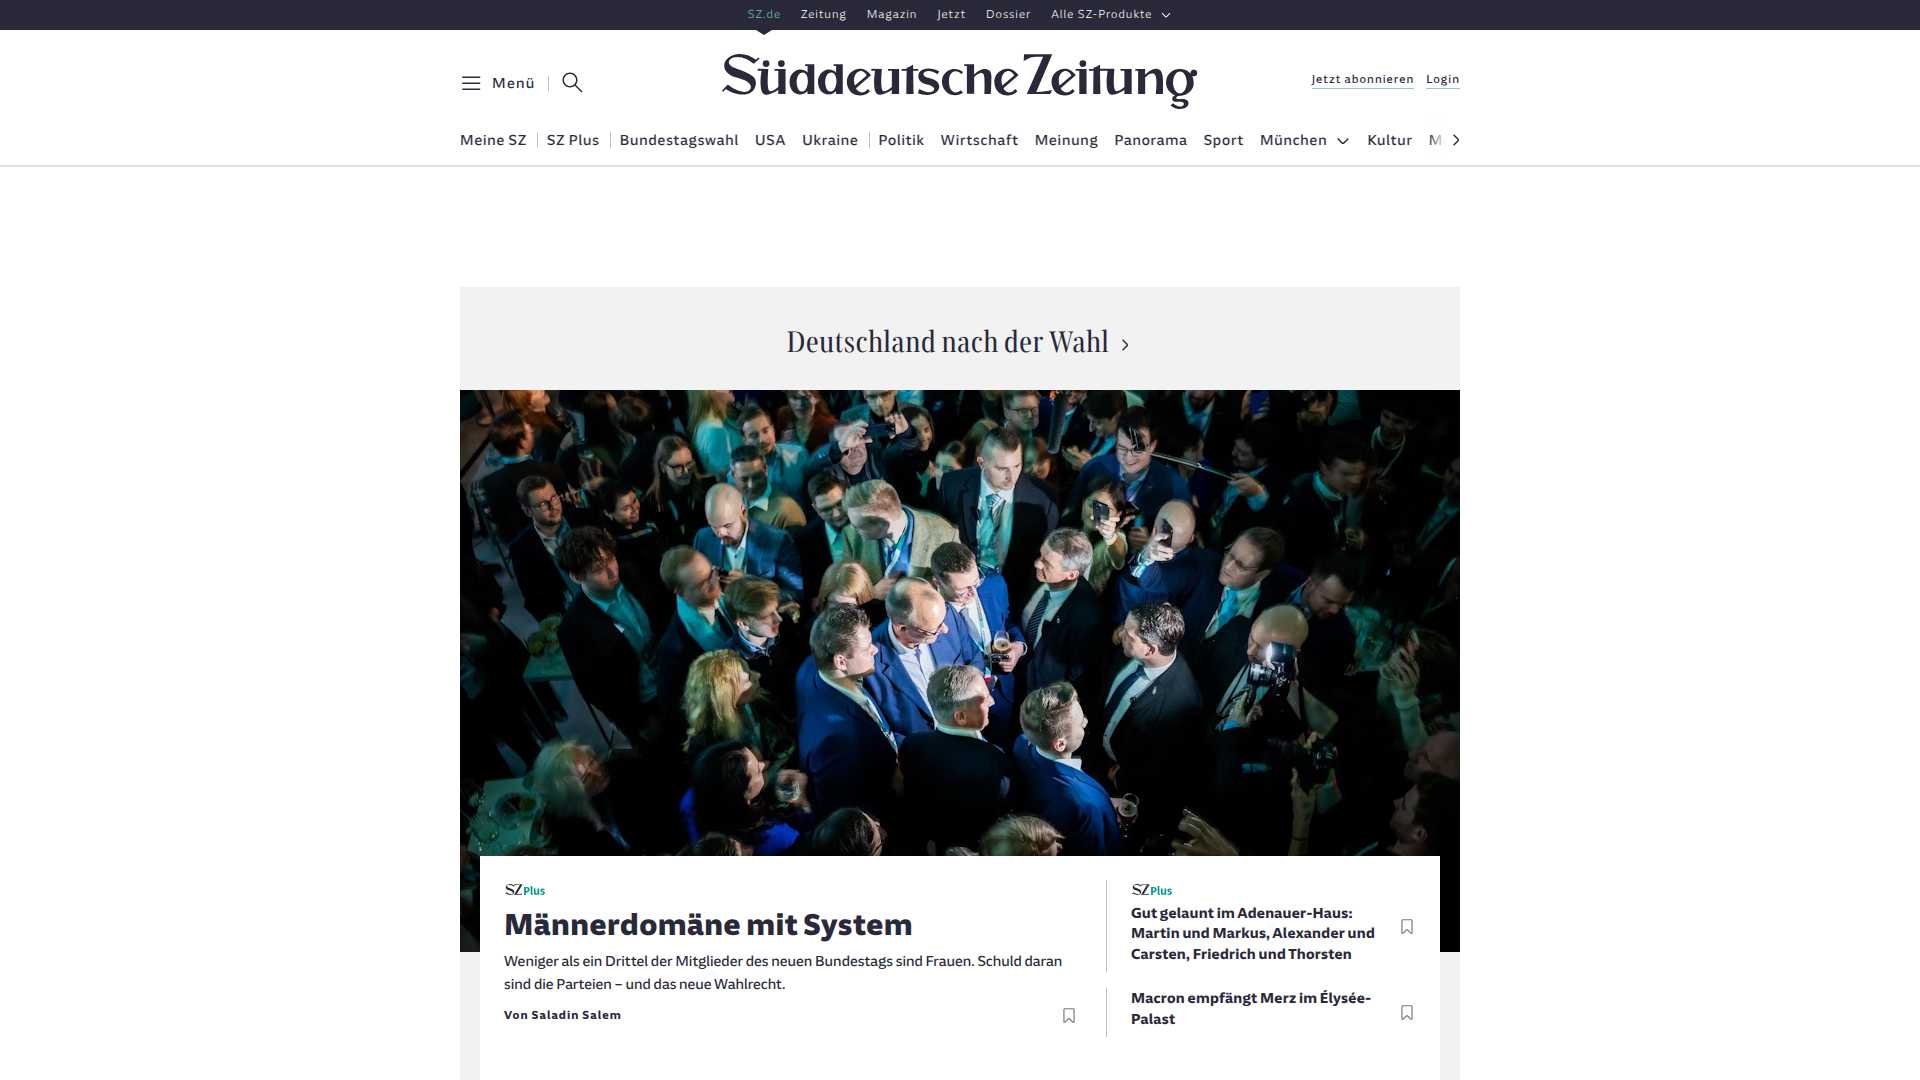 SZ.de Zeitung Magazin Jetzt Dossier Alle SZ-Produkte
Menü
Süddeutsche Zeitung
Jetzt abonnieren Login
Meine SZ SZ Plus Bundestagswahl USA Ukraine Politik Wirtschaft Meinung Panorama Sport München Kultur M
Deutschland nach der Wahl
SZ Plus
Männerdomäne mit System
Weniger als ein Drittel der Mitglieder des neuen Bundestags sind Frauen. Schuld daran
sind die Parteien – und das neue Wahlrecht.
Von Saladin Salem
SZ Plus
Gut gelaunt im Adenauer-Haus:
Martin und Markus, Alexander und
Carsten, Friedrich und Thorsten
Macron empfängt Merz im Élysée-
Palast